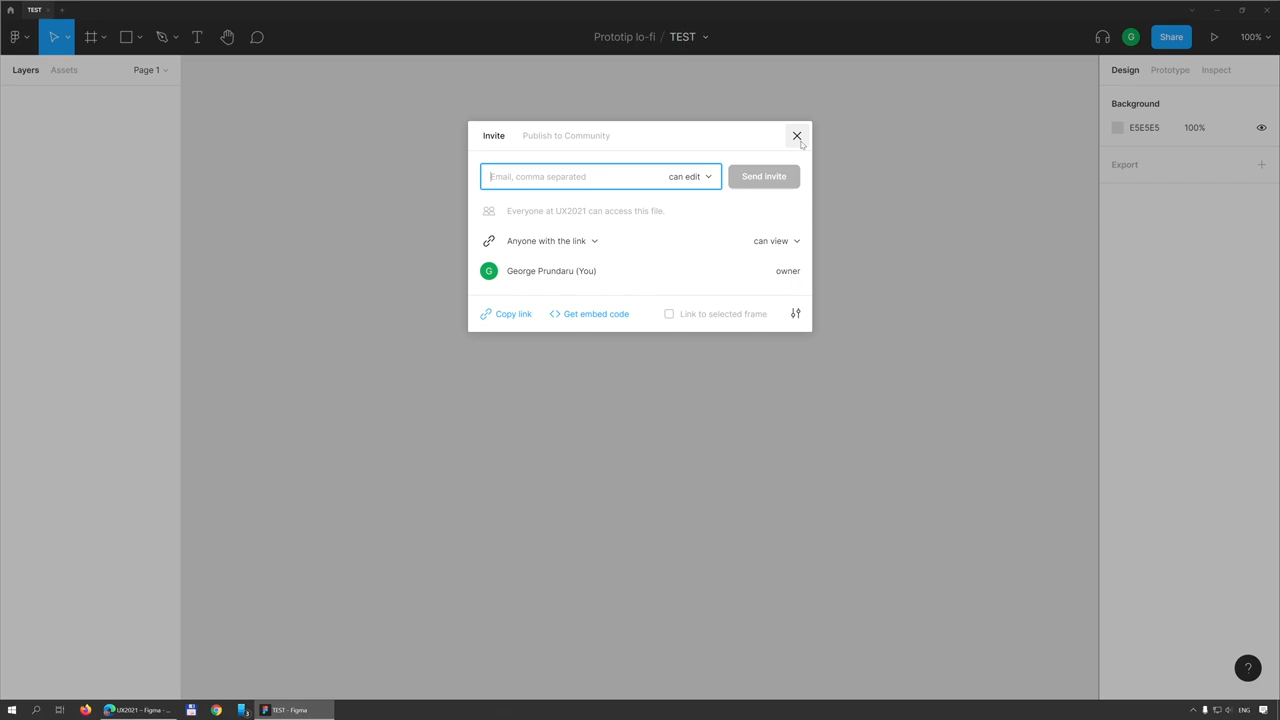 TEST
Prototip lo-fi / TEST
G
Share
100%
Layers
Assets
Page 1
Design
Prototype
Inspect
Background
E5E5E5
100%
Export
Invite
Publish to Community
Email, comma separated
can edit
Send invite
Everyone at UX2021 can access this file.
Anyone with the link
can view
G
George Prundaru (You)
owner
Copy link
Get embed code
Link to selected frame
?
UX2021 – Figma - ...
3
TEST - Figma
ENG